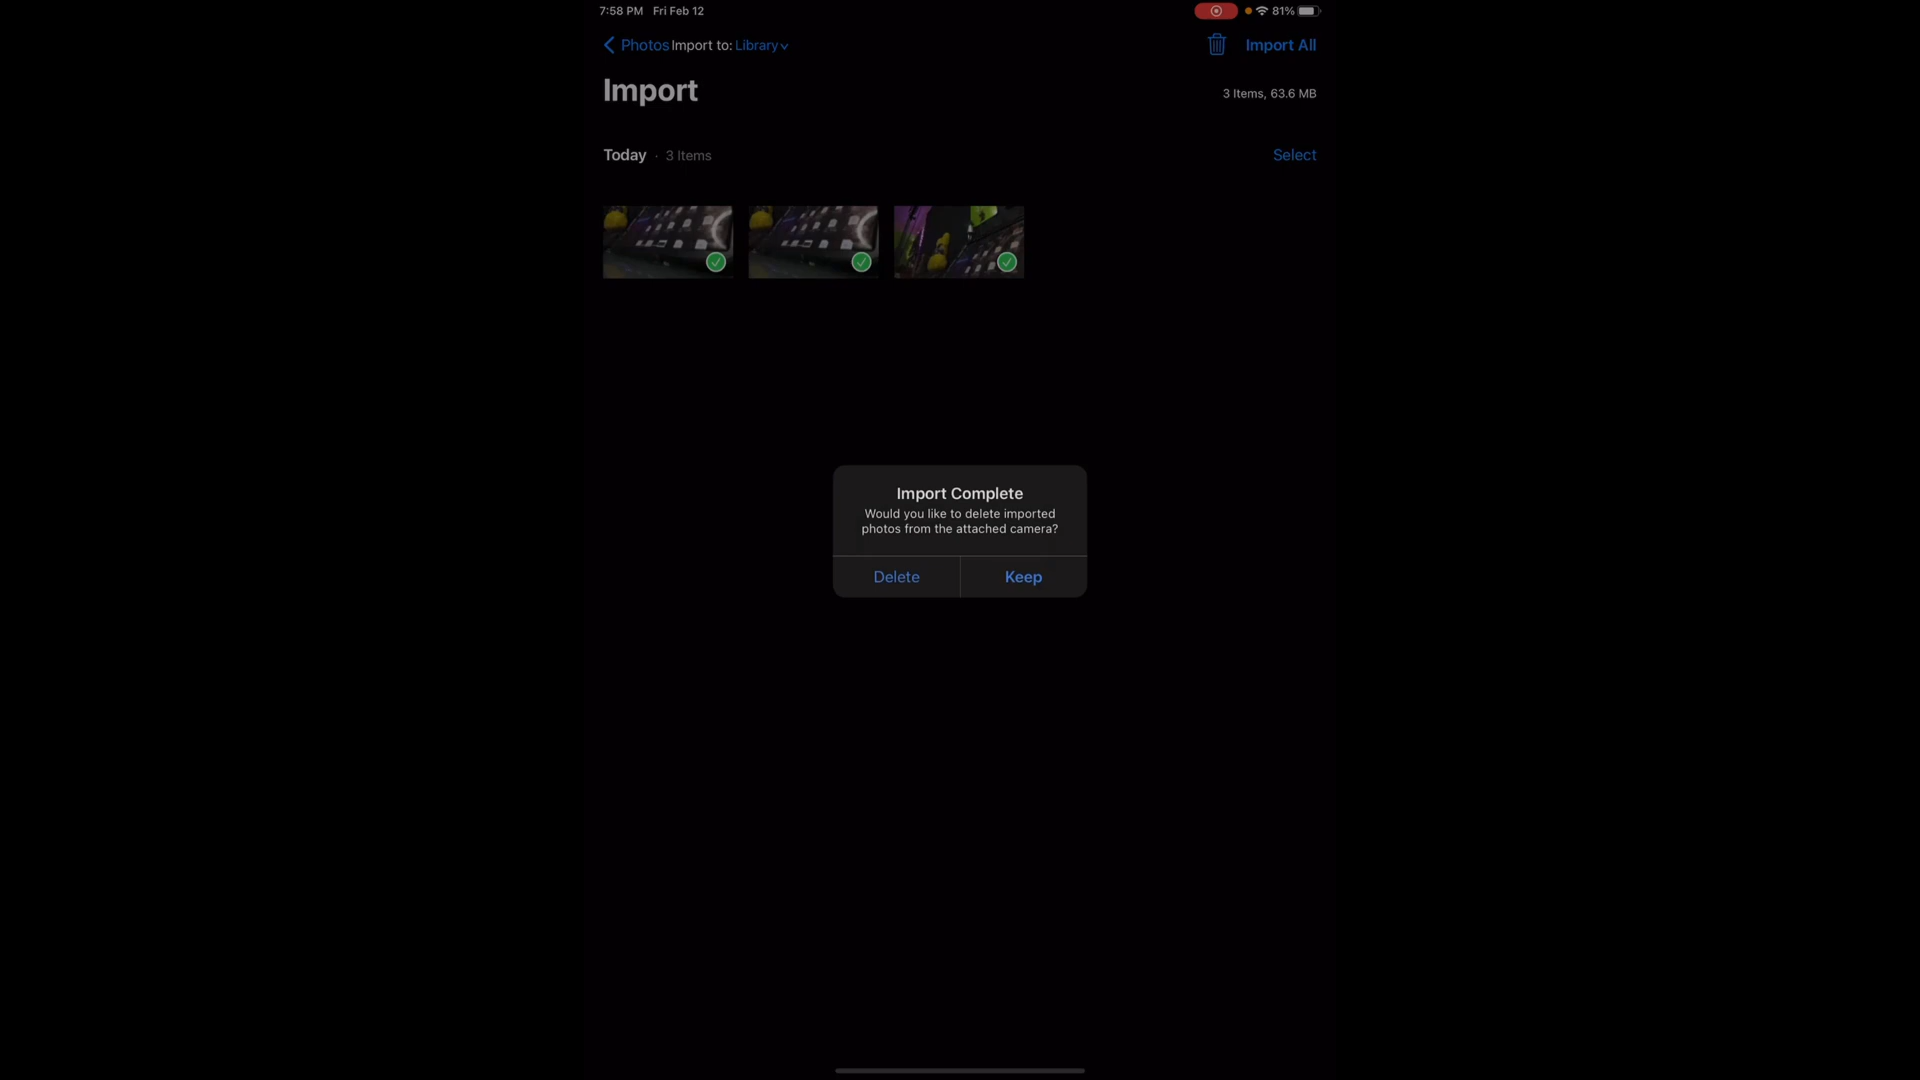 7:58 PM Fri Feb 12
81%
Photos Import to: Library
Import All
Import
3 Items, 63.6 MB
Today · 3 Items
Select
Import Complete
Would you like to delete imported
photos from the attached camera?
Delete
Keep